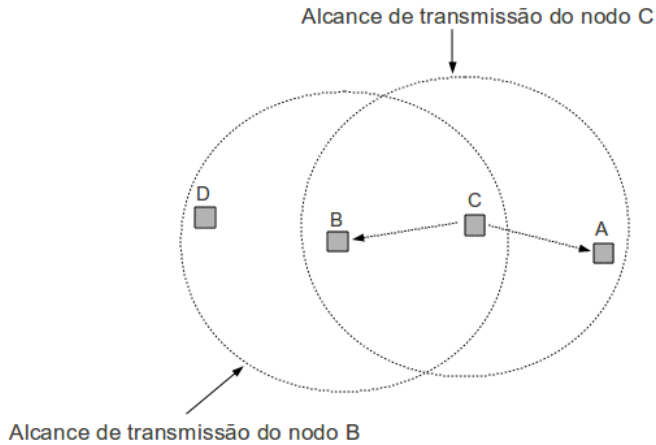 Alcance de transmissão do nodo C
D
B
C
A
Alcance de transmissão do nodo B